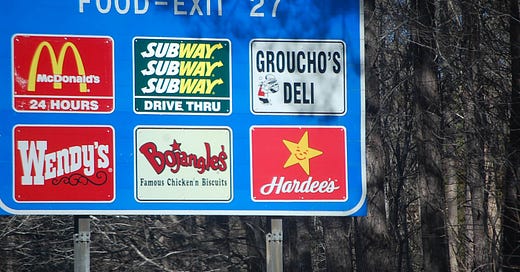 FOOD-EXIT 27
McDonald's
24 HOURS
SUBWAY
SUBWAY
SUBWAY
DRIVE THRU
GROUCHO'S
DELI
WENDY'S
Bojangles'
Famous Chicken 'n Biscuits
Hardee's